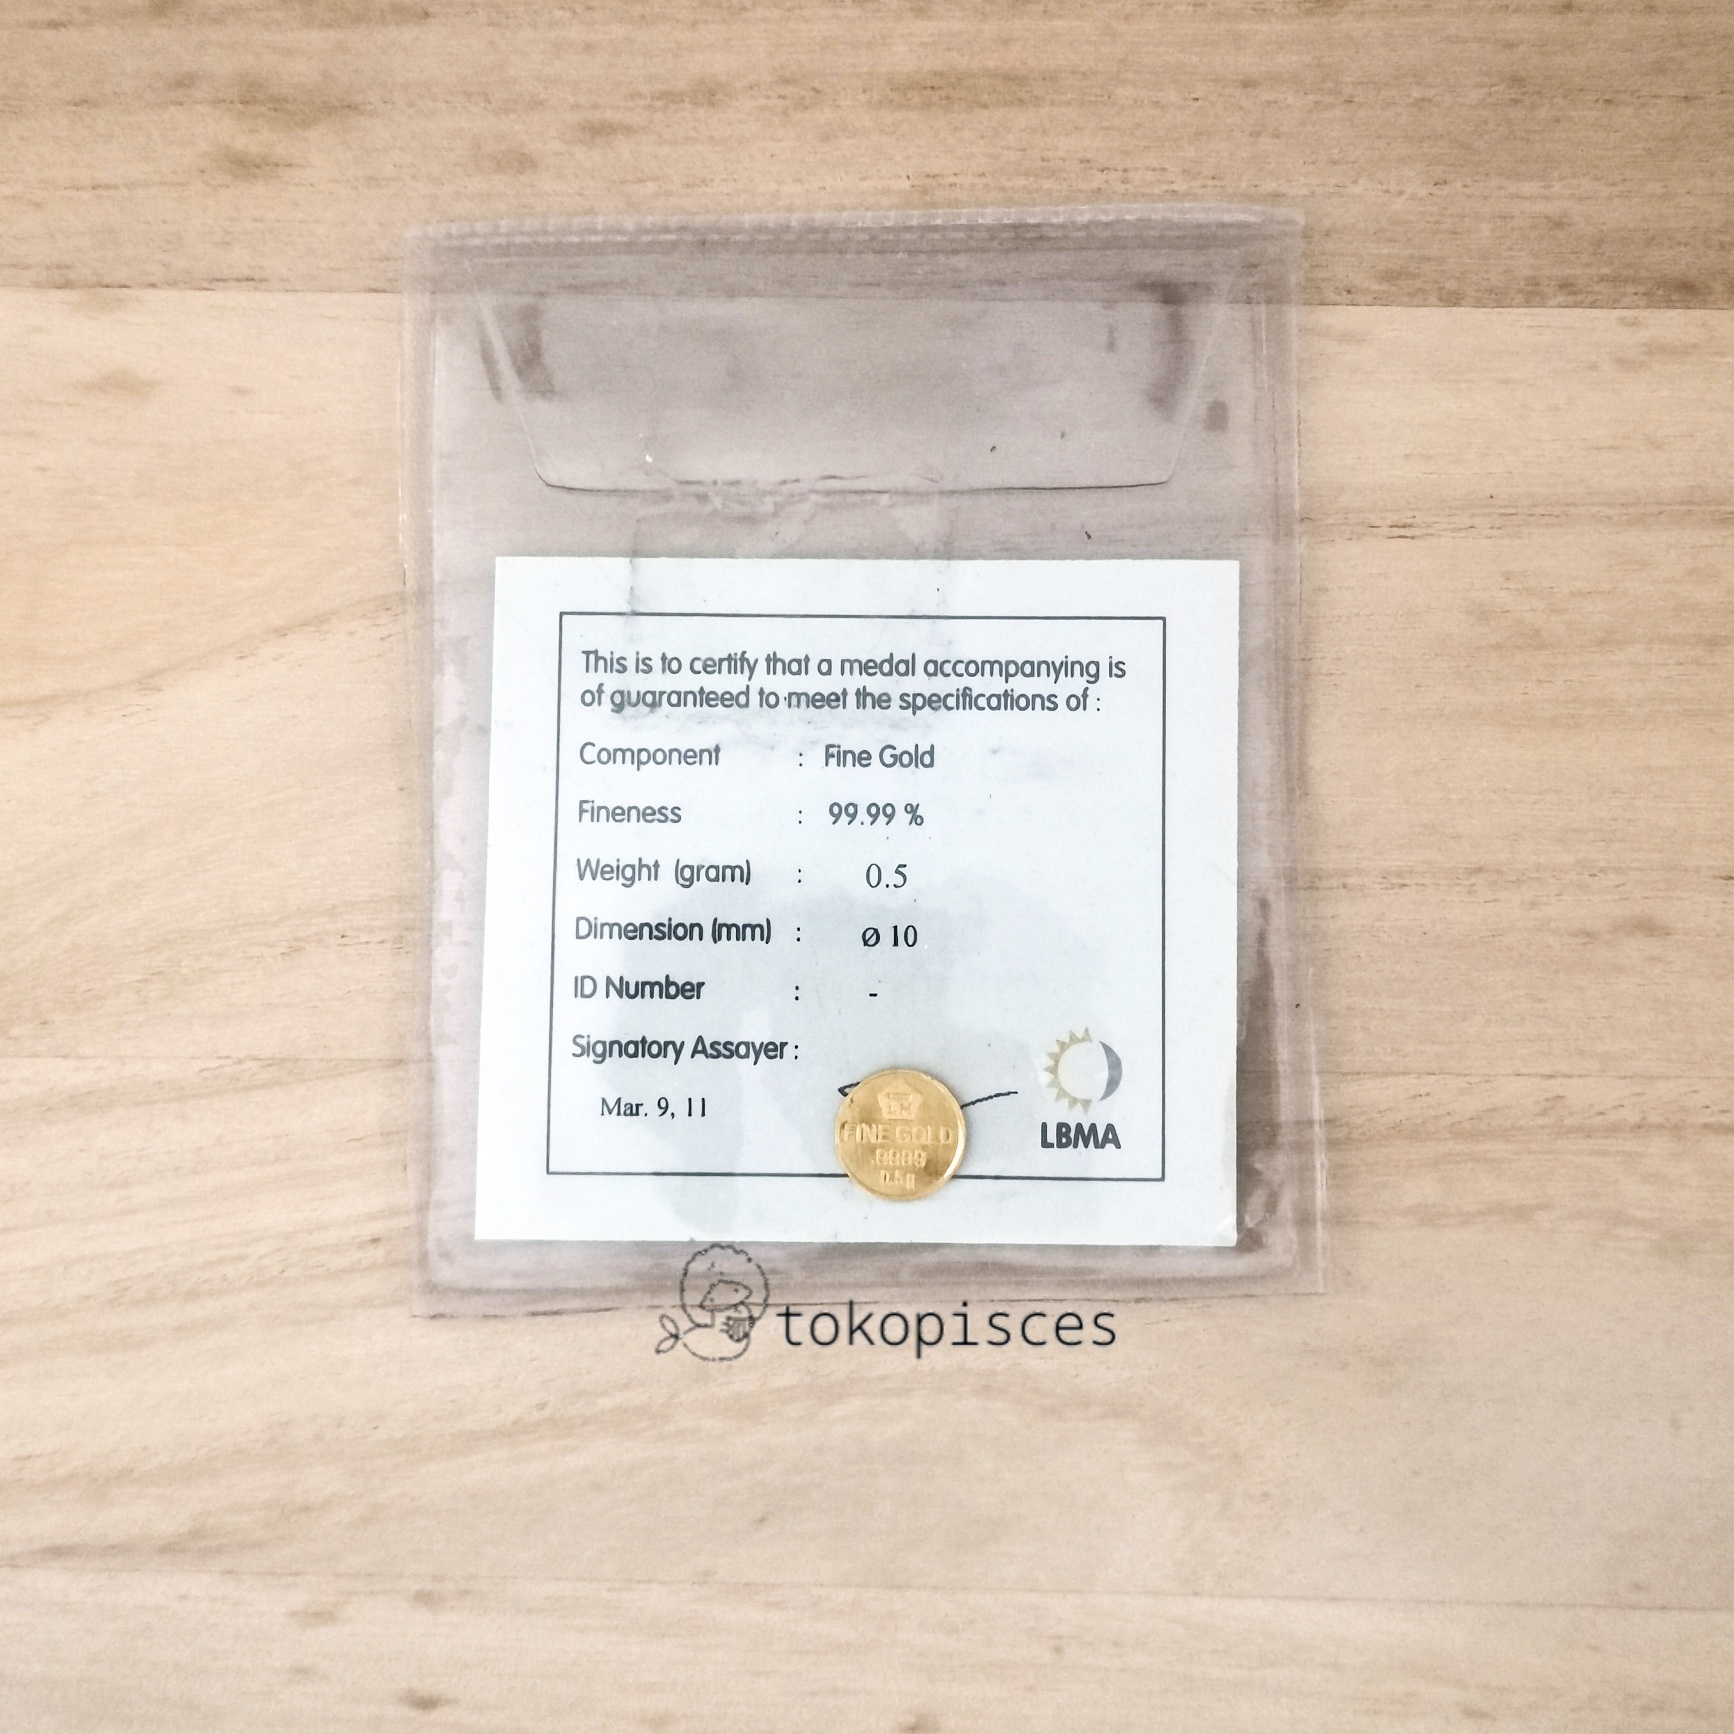 This is to certify that a medal accompanying is
of guaranteed to meet the specifications of :
Component : Fine Gold
Fineness : 99.99 %
Weight (gram) : 0.5
Dimension (mm) : Ø 10
ID Number : -
Signatory Assayer :
Mar. 9, 11
LM
FINE GOLD
.9999
0.5g
LBMA
tokopisces